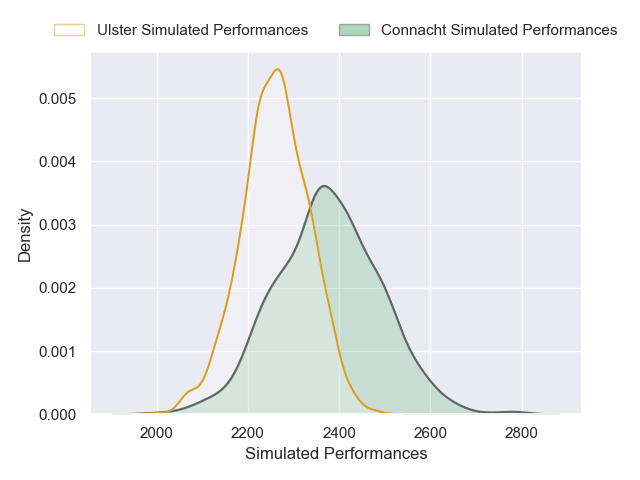 Ulster Simulated Performances Connacht Simulated Performances
0.005
0.004
0.003
0.002
0.001
0.000
Density
2000 2200 2400 2600 2800
Simulated Performances